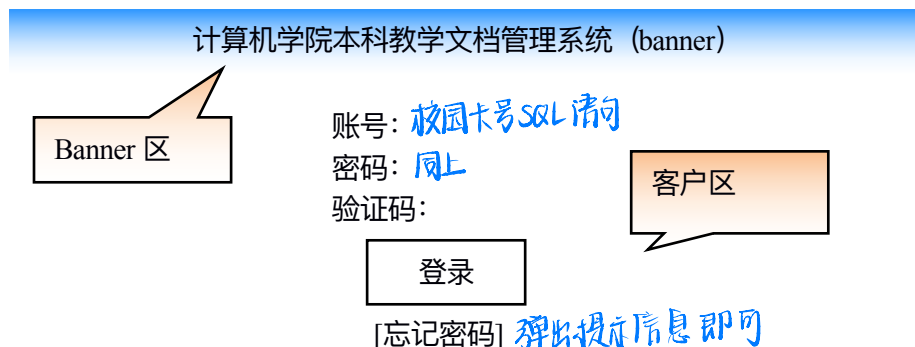 计算机学院本科教学文档管理系统（banner）
Banner 区
账号：校园卡号SQL语句
密码：同上
客户区
验证码：
登录
[忘记密码] 弹出提示信息即可